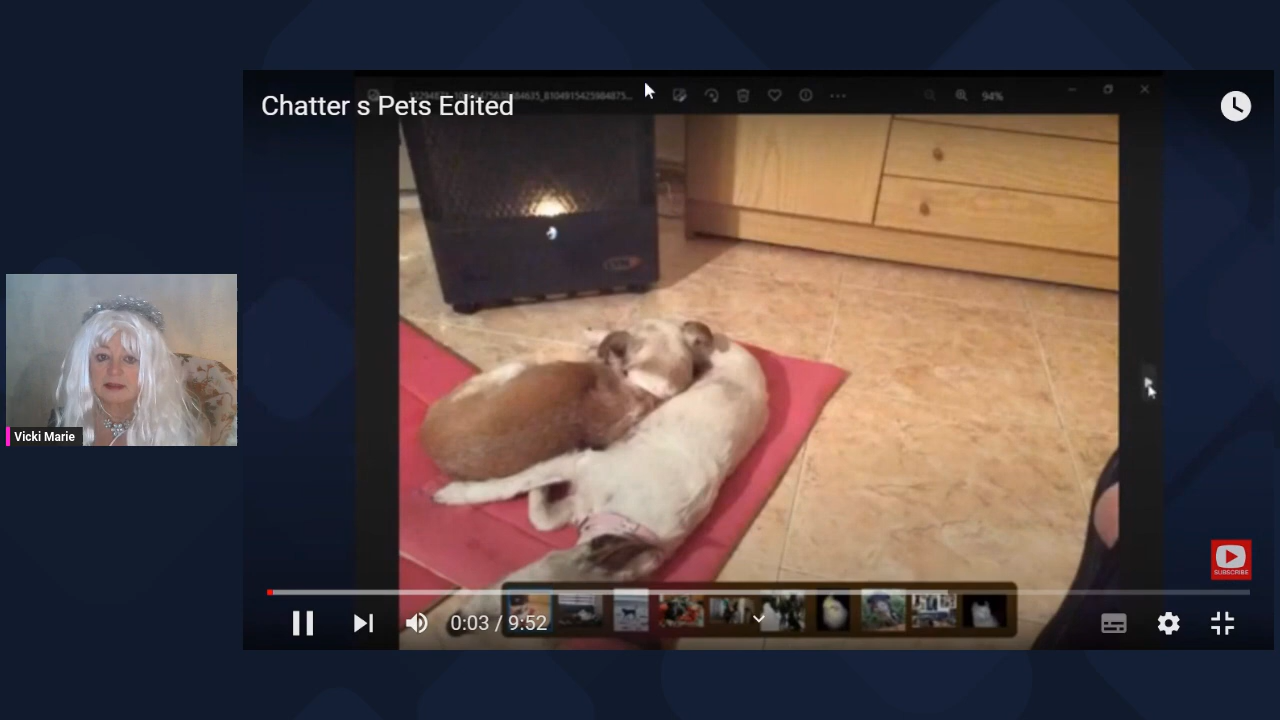 Chatter s Pets Edited
94%
Vicki Marie
SUBSCRIBE
0:03 / 9:52